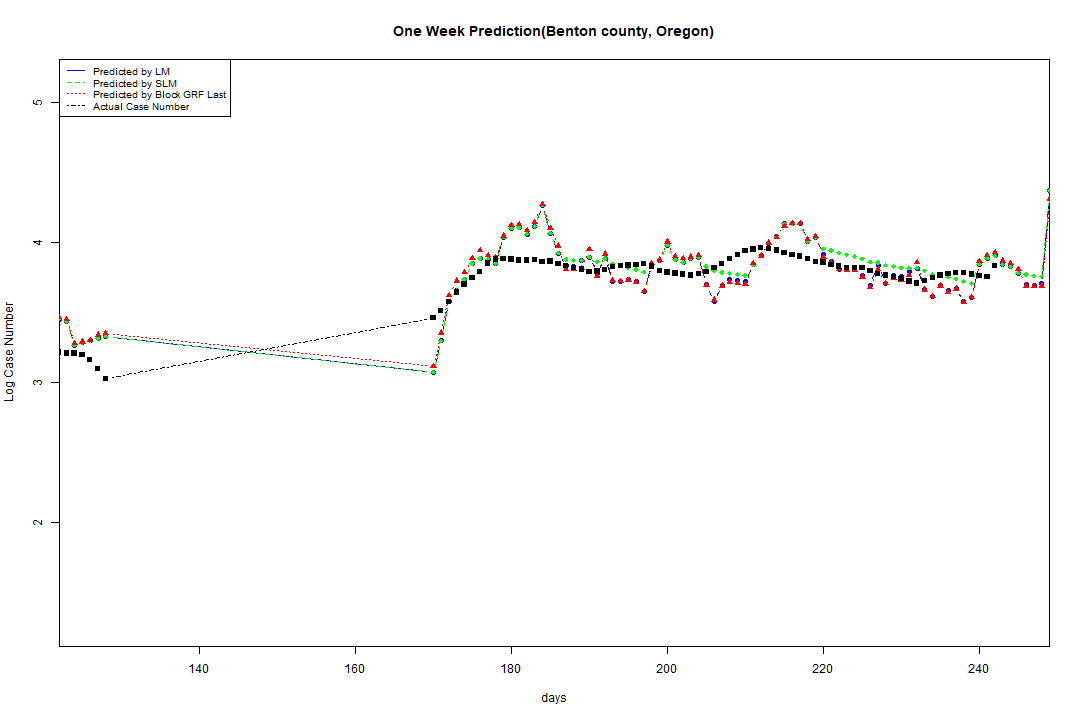 One Week Prediction(Benton county, Oregon)
Predicted by LM
Predicted by SLM
Predicted by Block GRF Last
Actual Case Number
5
4
3
2
Log Case Number
140 160 180 200 220 240
days